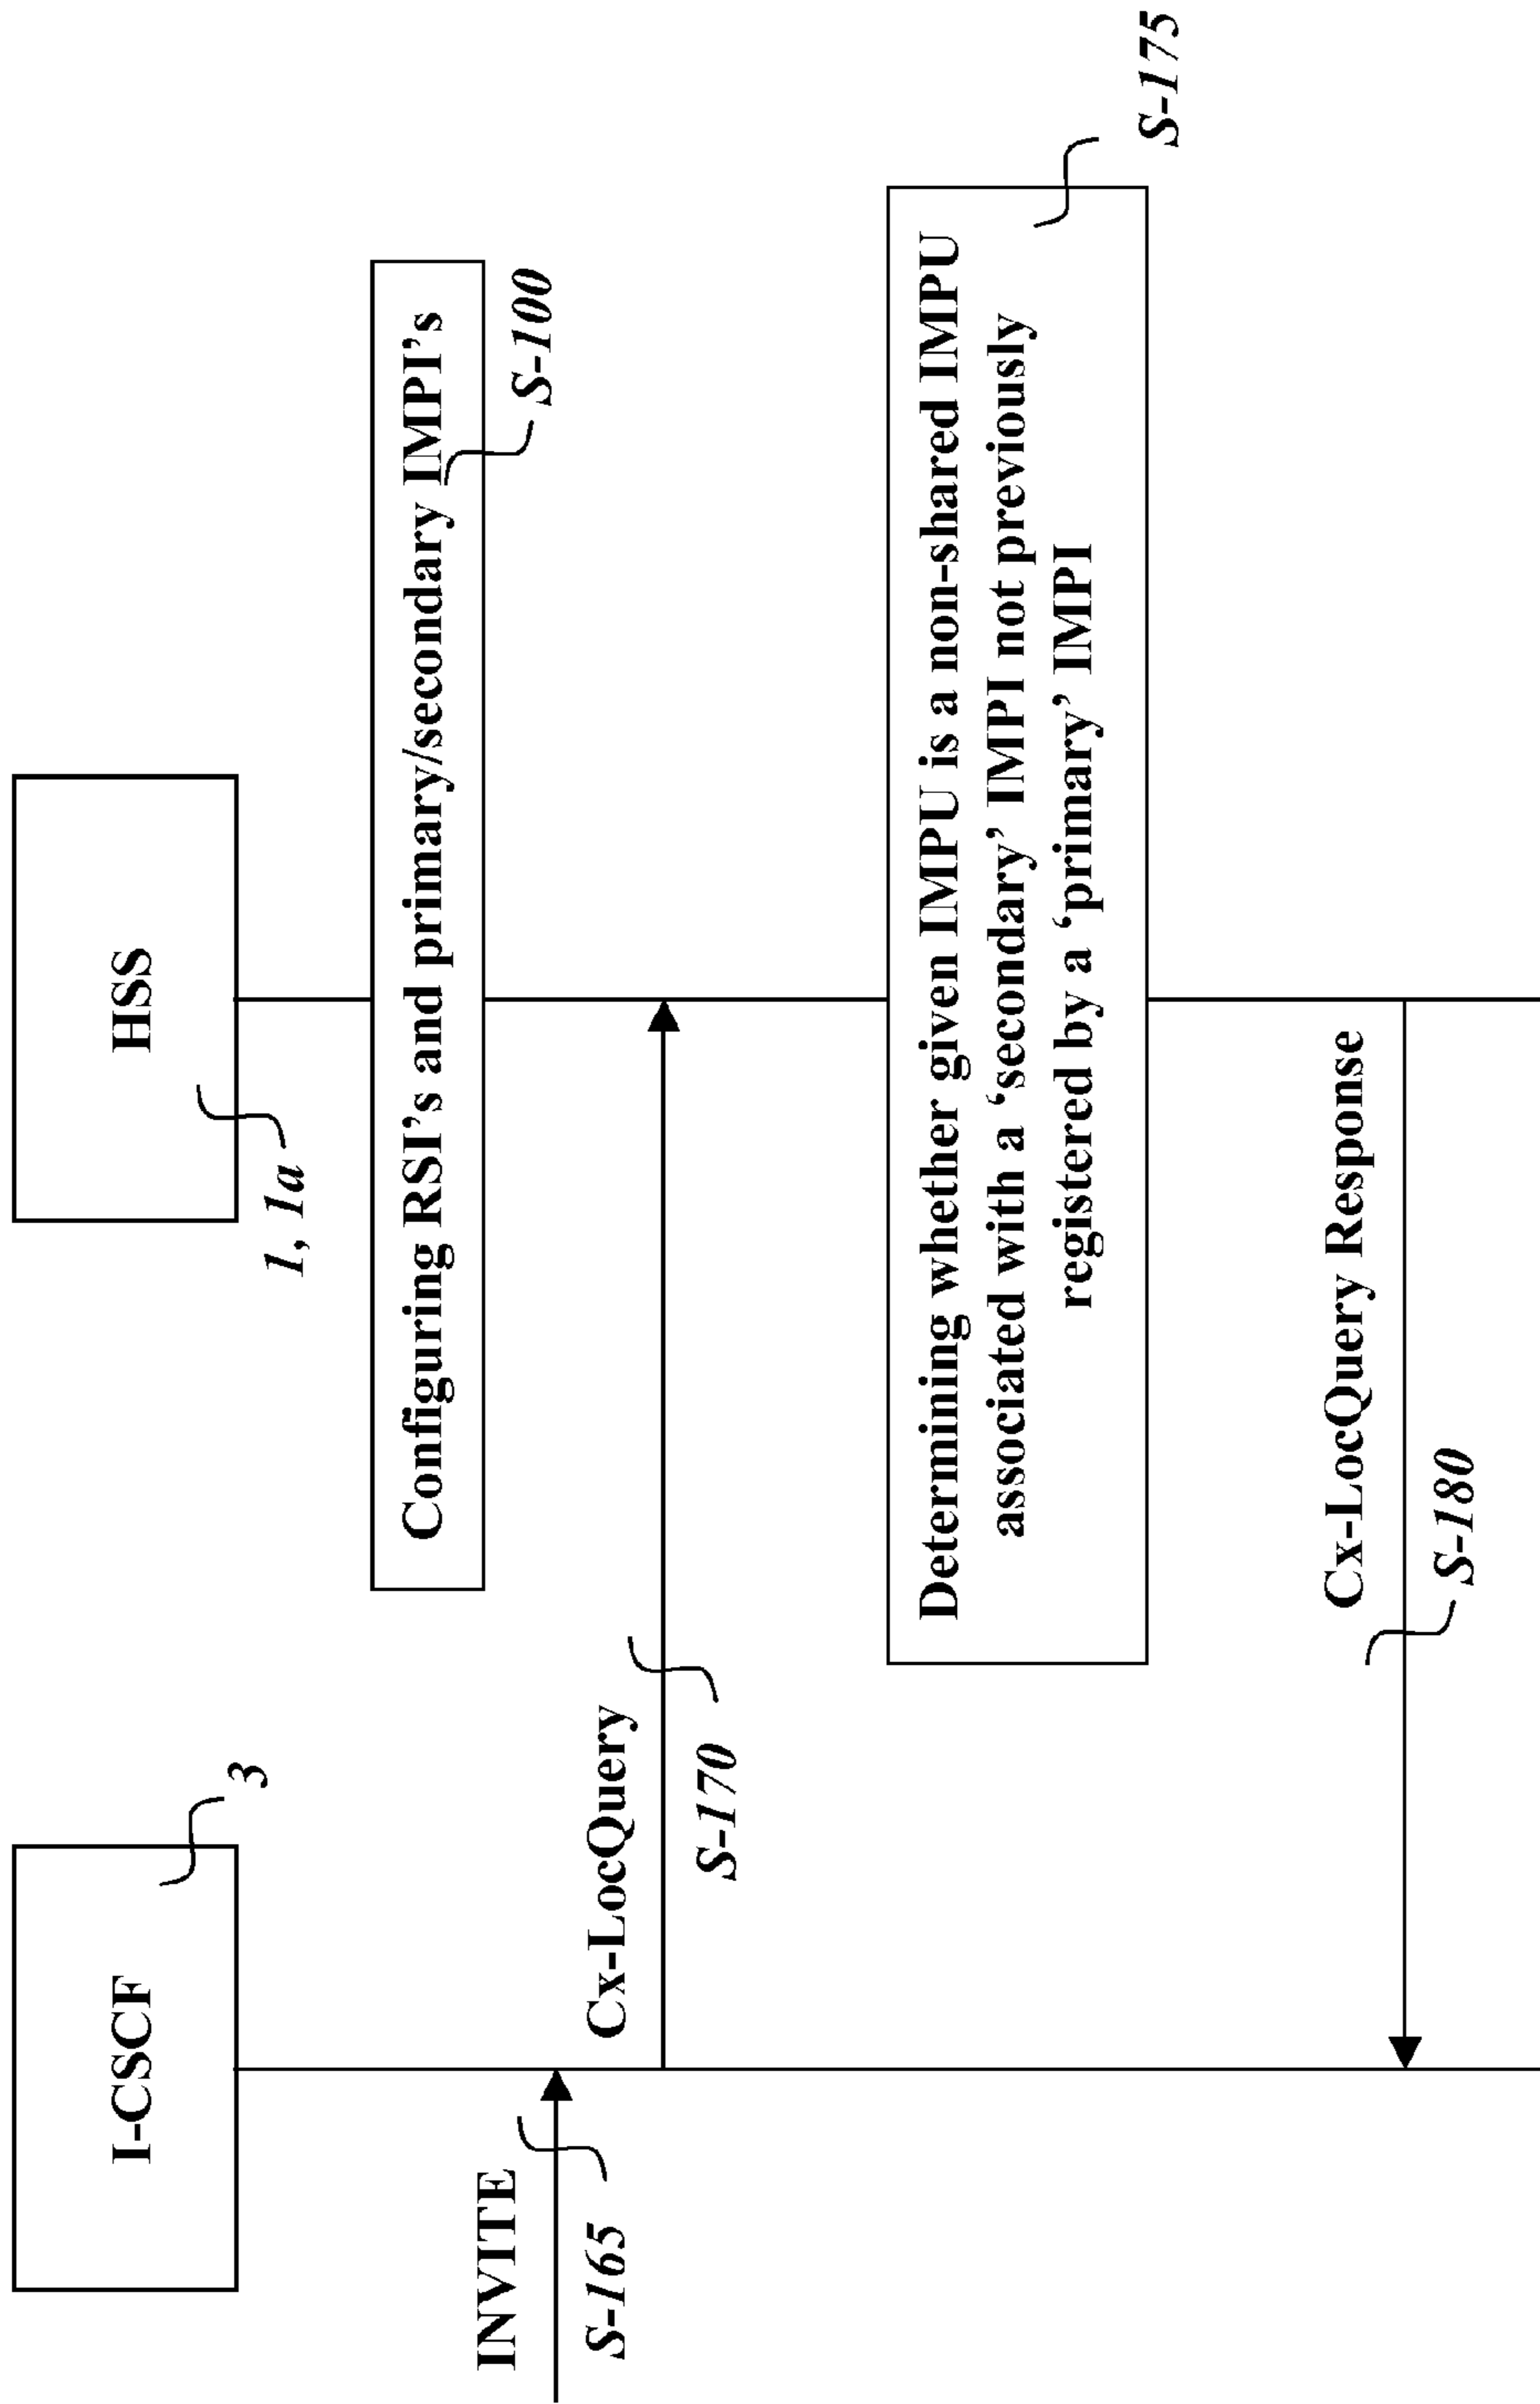 I-CSCF
3
HSS
1, 1a
Configuring RSI's and primary/secondary IMPI's
S-100
INVITE
S-165
Cx-LocQuery
S-170
Determining whether given IMPU is a non-shared IMPU
associated with a ‘secondary’ IMPI not previously
registered by a ‘primary’ IMPI
S-175
Cx-LocQuery Response
S-180